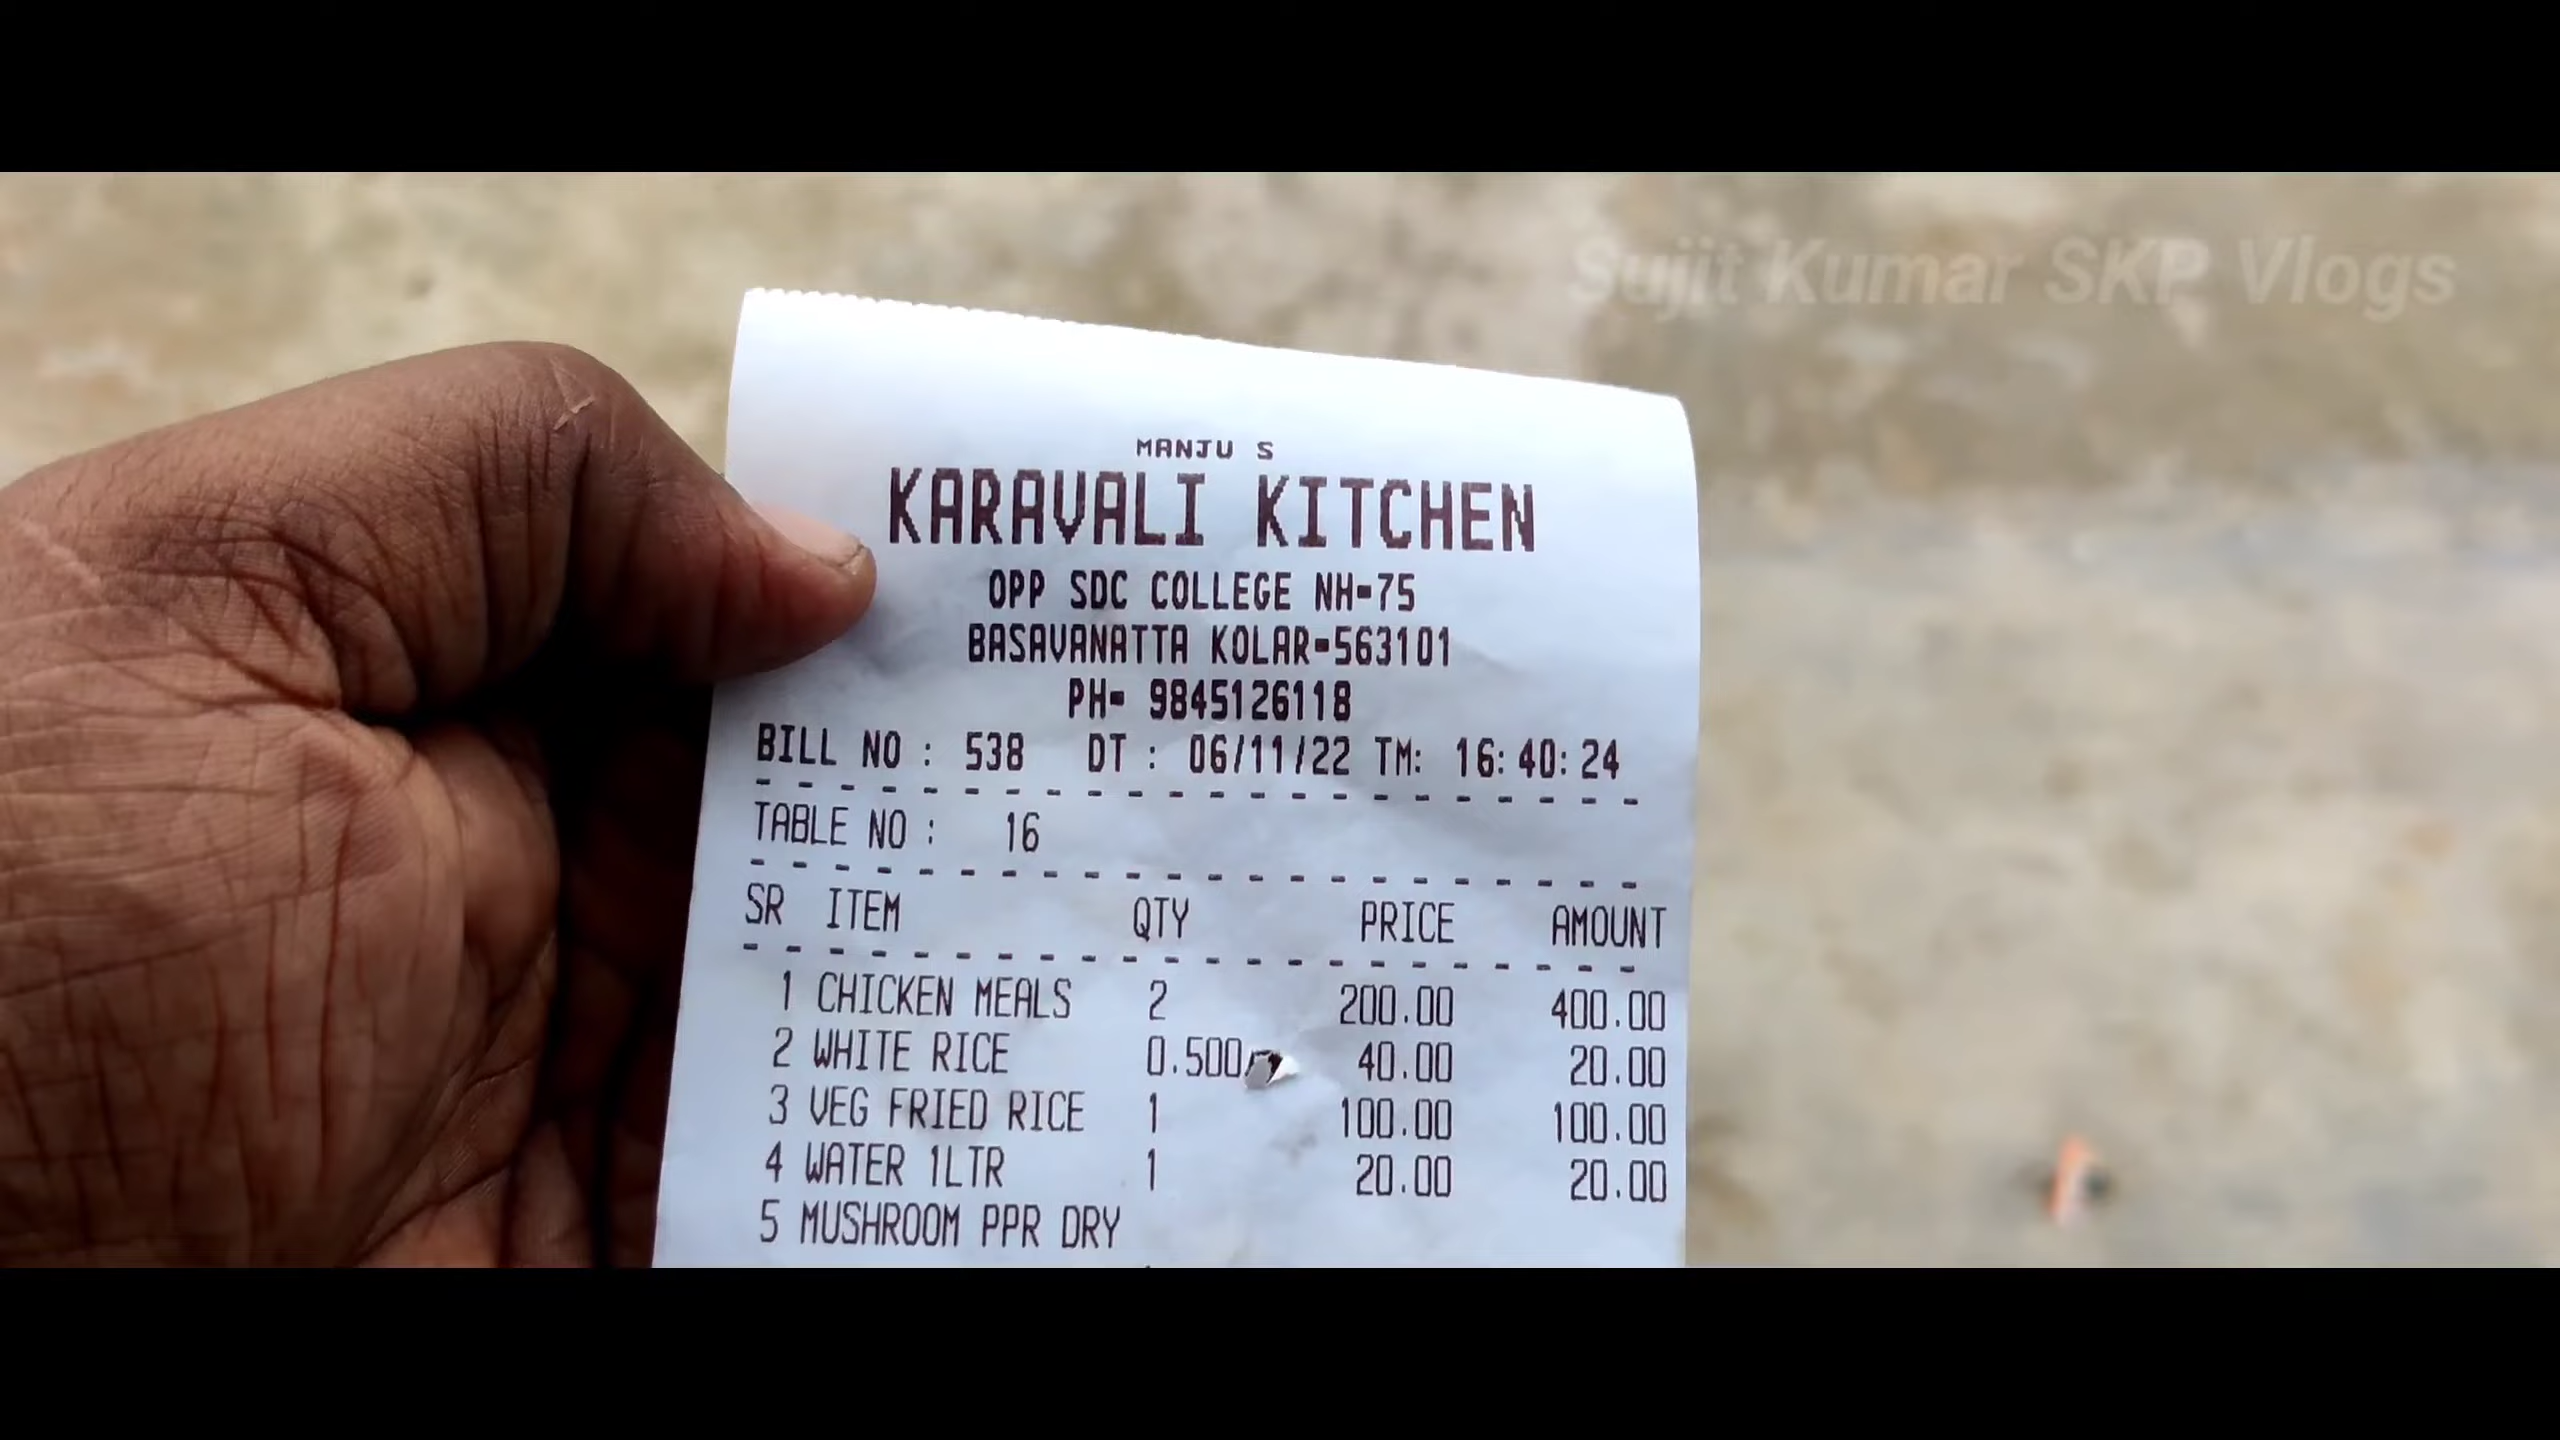 Sujit Kumar SKP Vlogs
MANJU S
KARAVALI KITCHEN
OPP SDC COLLEGE NH-75
BASAVANATTA KOLAR-563101
PH- 9845126118
BILL NO : 538 DT : 06/11/22 TM: 16:40:24
TABLE NO : 16
SR ITEM QTY PRICE AMOUNT
1 CHICKEN MEALS 2 200.00 400.00
2 WHITE RICE 0.500 40.00 20.00
3 VEG FRIED RICE 1 100.00 100.00
4 WATER 1LTR 1 20.00 20.00
5 MUSHROOM PPR DRY